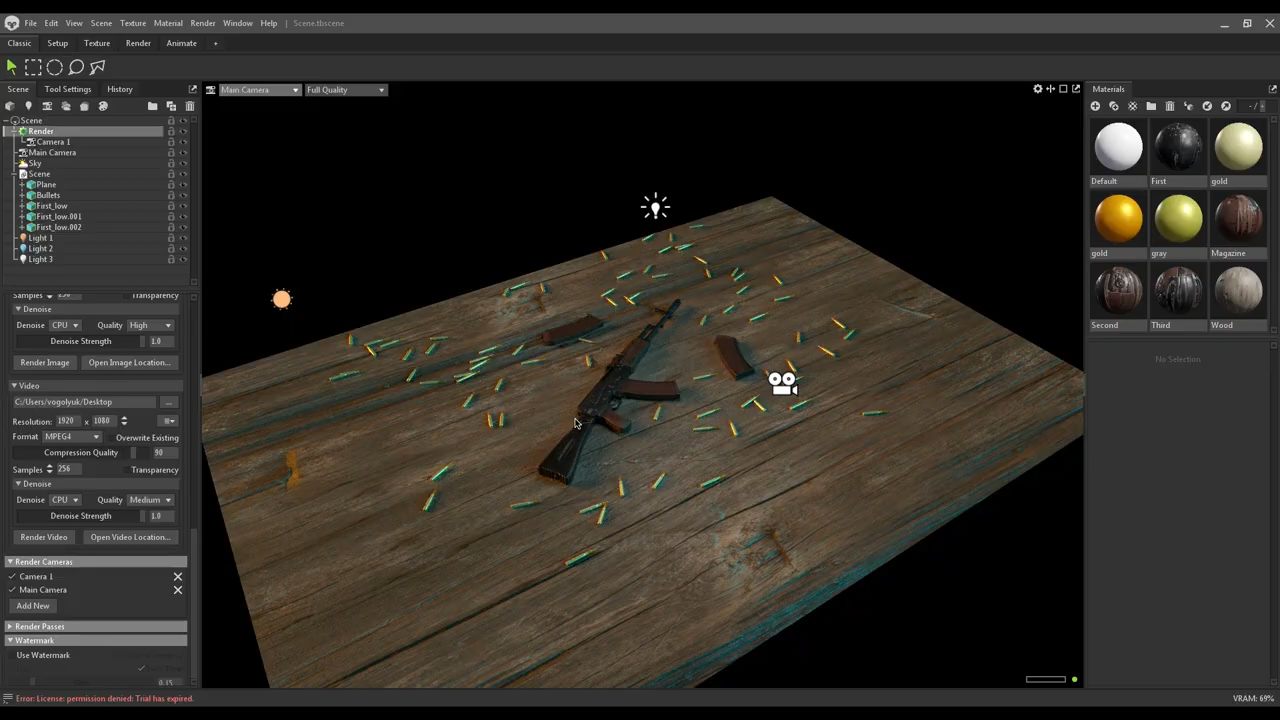 File Edit View Scene Texture Material Render Window Help Scene.tbscene
Classic Setup Texture Render Animate +
Scene Tool Settings History
Main Camera Full Quality
Materials
Scene
Render
Camera 1
Main Camera
Sky
Scene
Plane
Bullets
First_low
First_low.001
First_low.002
Light 1
Light 2
Light 3
Default First gold
gold gray Magazine
Second Third Wood
No Selection
Samples 256 Transparency
Denoise
Denoise CPU Quality High
Denoise Strength 1.0
Render Image Open Image Location...
Video
C:/Users/vogolyuk/Desktop ...
Resolution: 1920 x 1080
Format MPEG4 Overwrite Existing
Compression Quality 90
Samples 256 Transparency
Denoise
Denoise CPU Quality Medium
Denoise Strength 1.0
Render Video Open Video Location...
Render Cameras
Camera 1
Main Camera
Add New
Render Passes
Watermark
Use Watermark
0.15
Error: License: permission denied: Trial has expired.
VRAM: 69%